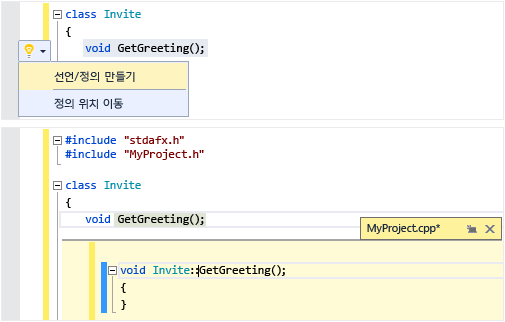 class Invite
{
void GetGreeting();
선언/정의 만들기
정의 위치 이동
#include "stdafx.h"
#include "MyProject.h"
class Invite
{
void GetGreeting();
MyProject.cpp*
void Invite::GetGreeting();
{
}